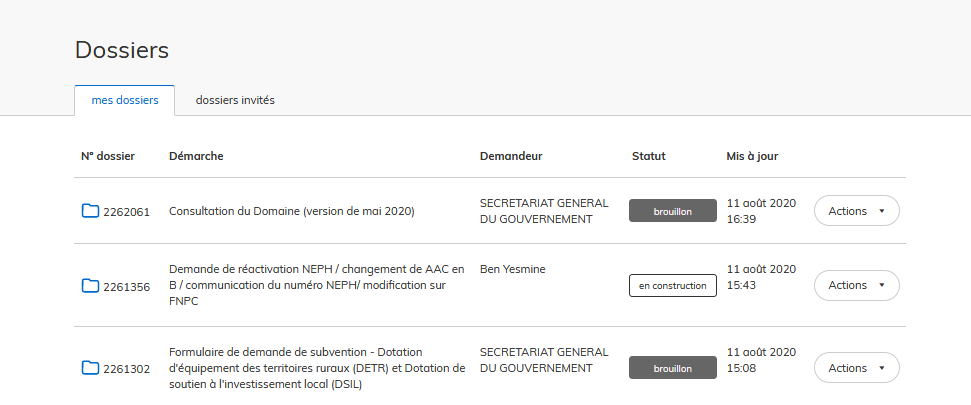 Dossiers
mes dossiers dossiers invités
N° dossier Démarche Demandeur Statut Mis à jour
2262061 Consultation du Domaine (version de mai 2020) SECRETARIAT GENERAL DU GOUVERNEMENT brouillon 11 août 2020 16:39 Actions
2261356 Demande de réactivation NEPH / changement de AAC en B / communication du numéro NEPH/ modification sur FNPC Ben Yesmine en construction 11 août 2020 15:43 Actions
2261302 Formulaire de demande de subvention - Dotation d'équipement des territoires ruraux (DETR) et Dotation de soutien à l'investissement local (DSIL) SECRETARIAT GENERAL DU GOUVERNEMENT brouillon 11 août 2020 15:08 Actions